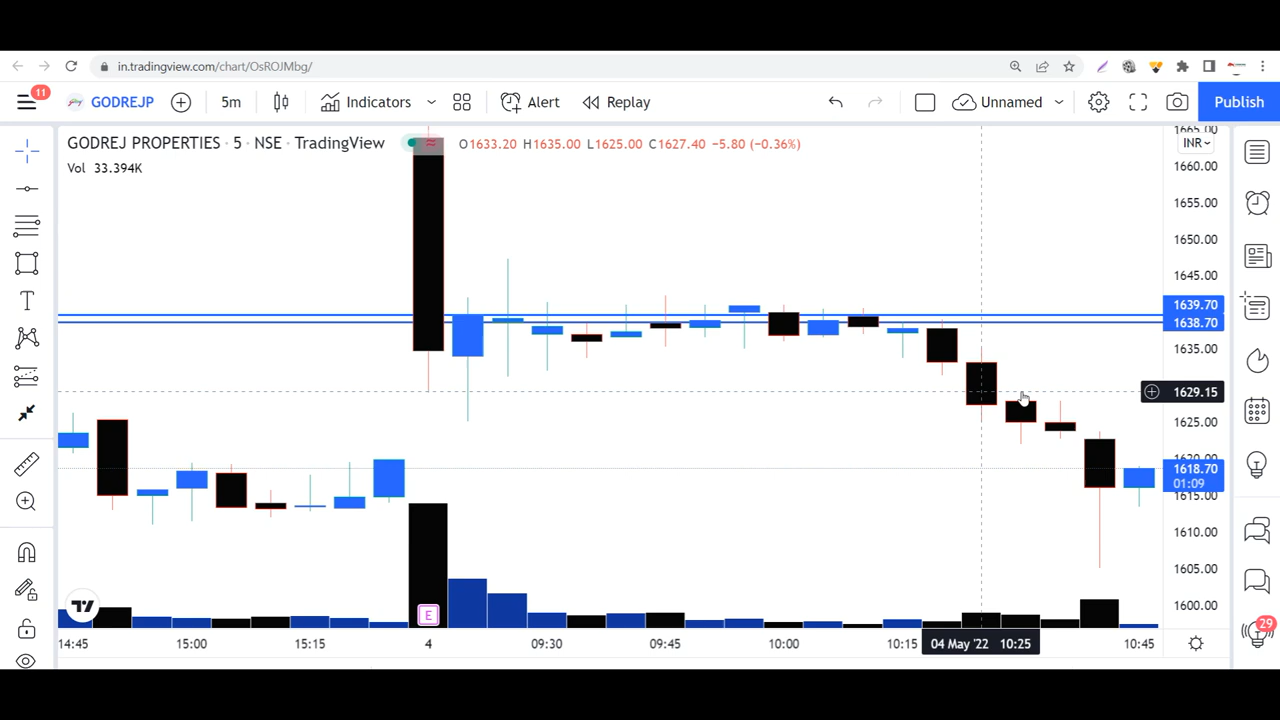 in.tradingview.com/chart/OsROJMbg/
11
GODREJP
5m
Indicators
Alert
Replay
Unnamed
Publish
GODREJ PROPERTIES · 5 · NSE · TradingView
O1633.20 H1635.00 L1625.00 C1627.40 −5.80 (−0.36%)
Vol 33.394K
1665.00
INR
1660.00
1655.00
1650.00
1645.00
1639.70
1638.70
1635.00
1629.15
1625.00
1620.00
1618.70
01:09
1615.00
1610.00
1605.00
1600.00
E
29
14:45 15:00 15:15 4 09:30 09:45 10:00 10:15 04 May '22 10:25 10:45